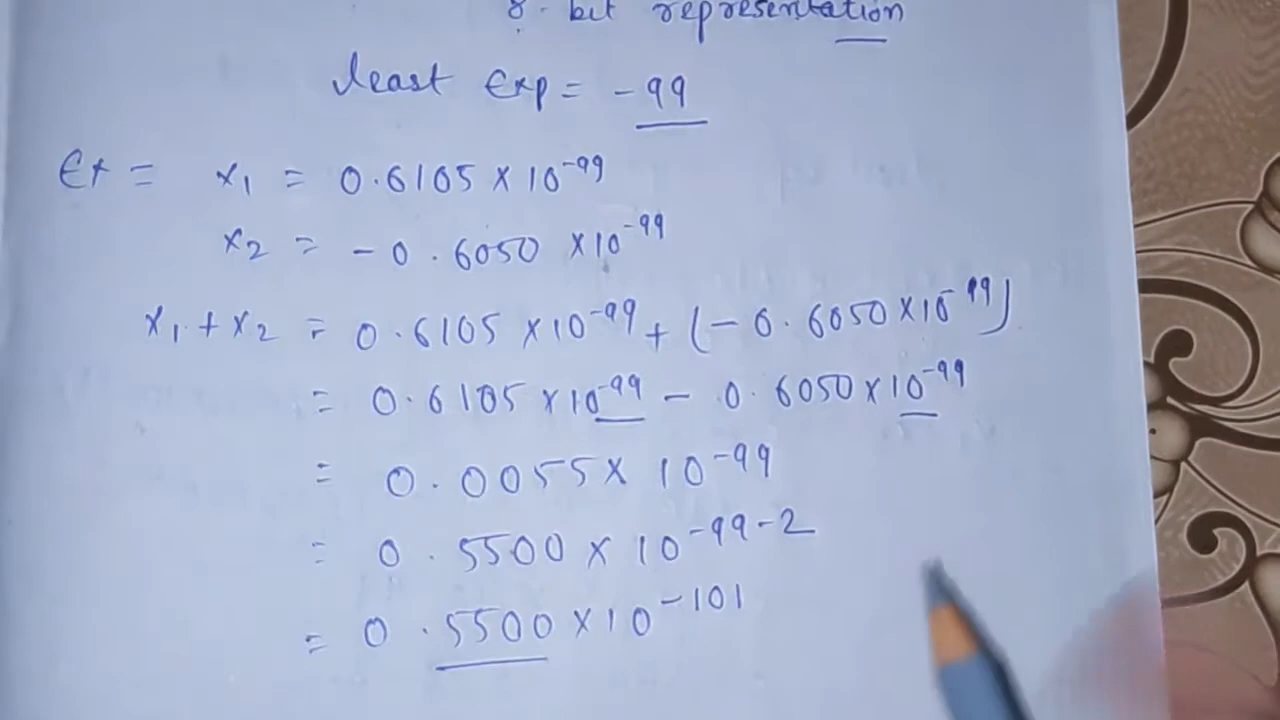 8-bit representation
least Exp = -99
Ex = x₁ = 0.6105 × 10⁻⁹⁹
x₂ = -0.6050 × 10⁻⁹⁹
x₁ + x₂ = 0.6105 × 10⁻⁹⁹ + (-0.6050 × 10⁻⁹⁹)
= 0.6105 × 10⁻⁹⁹ - 0.6050 × 10⁻⁹⁹
= 0.0055 × 10⁻⁹⁹
= 0.5500 × 10⁻⁹⁹⁻²
= 0.5500 × 10⁻¹⁰¹